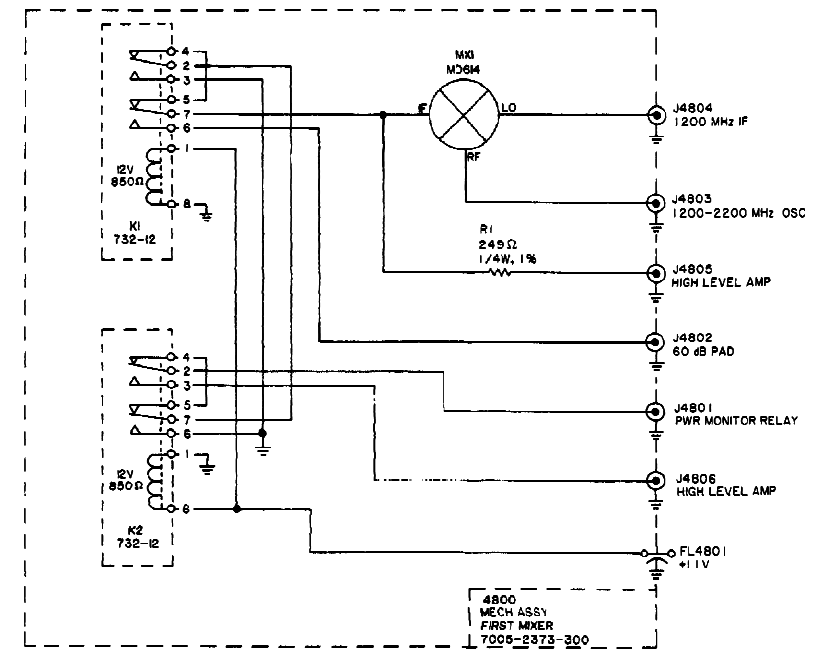 4
2
3
5
7
6
1
8
12V
850Ω
K1
732-12
MX1
MD614
IF
LO
RF
J4804
1200 MHz IF
J4803
1200-2200 MHz OSC
R1
249Ω
1/4W, 1%
J4805
HIGH LEVEL AMP
J4802
60 dB PAD
4
2
3
5
7
6
1
8
12V
850Ω
K2
732-12
J4801
PWR MONITOR RELAY
J4806
HIGH LEVEL AMP
FL4801
+11V
4800
MECH ASSY
FIRST MIXER
7005-2373-300